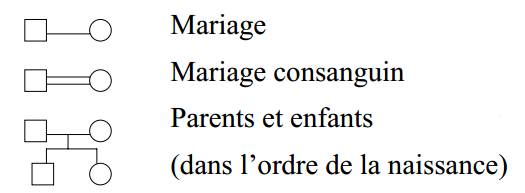 Mariage
Mariage consanguin
Parents et enfants
(dans l’ordre de la naissance)